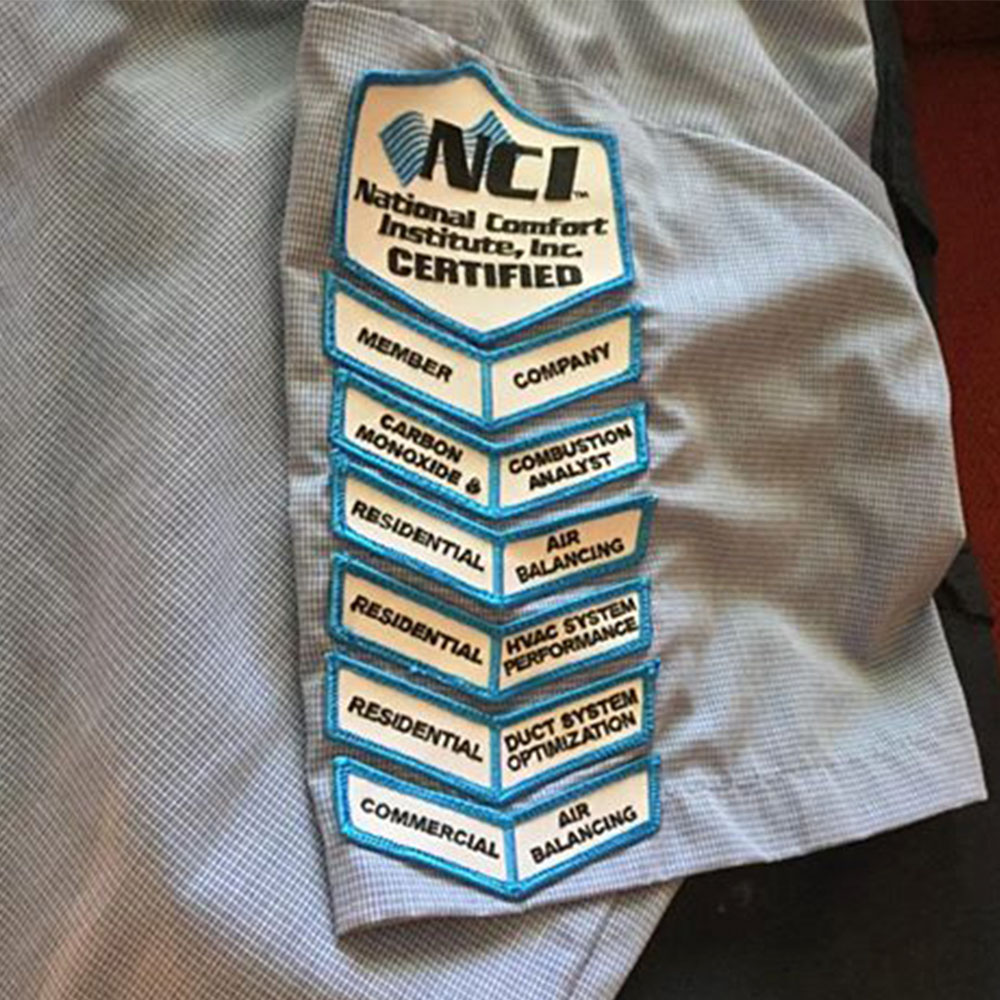 NCI™
National Comfort
Institute, Inc.
CERTIFIED
MEMBER
COMPANY
CARBON
MONOXIDE &
COMBUSTION
ANALYST
RESIDENTIAL
AIR
BALANCING
RESIDENTIAL
HVAC SYSTEM
PERFORMANCE
RESIDENTIAL
DUCT SYSTEM
OPTIMIZATION
COMMERCIAL
AIR
BALANCING